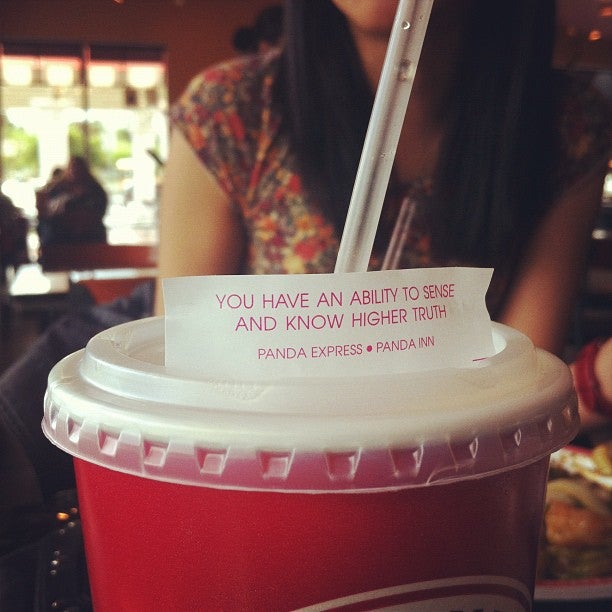 YOU HAVE AN ABILITY TO SENSE
AND KNOW HIGHER TRUTH
PANDA EXPRESS • PANDA INN